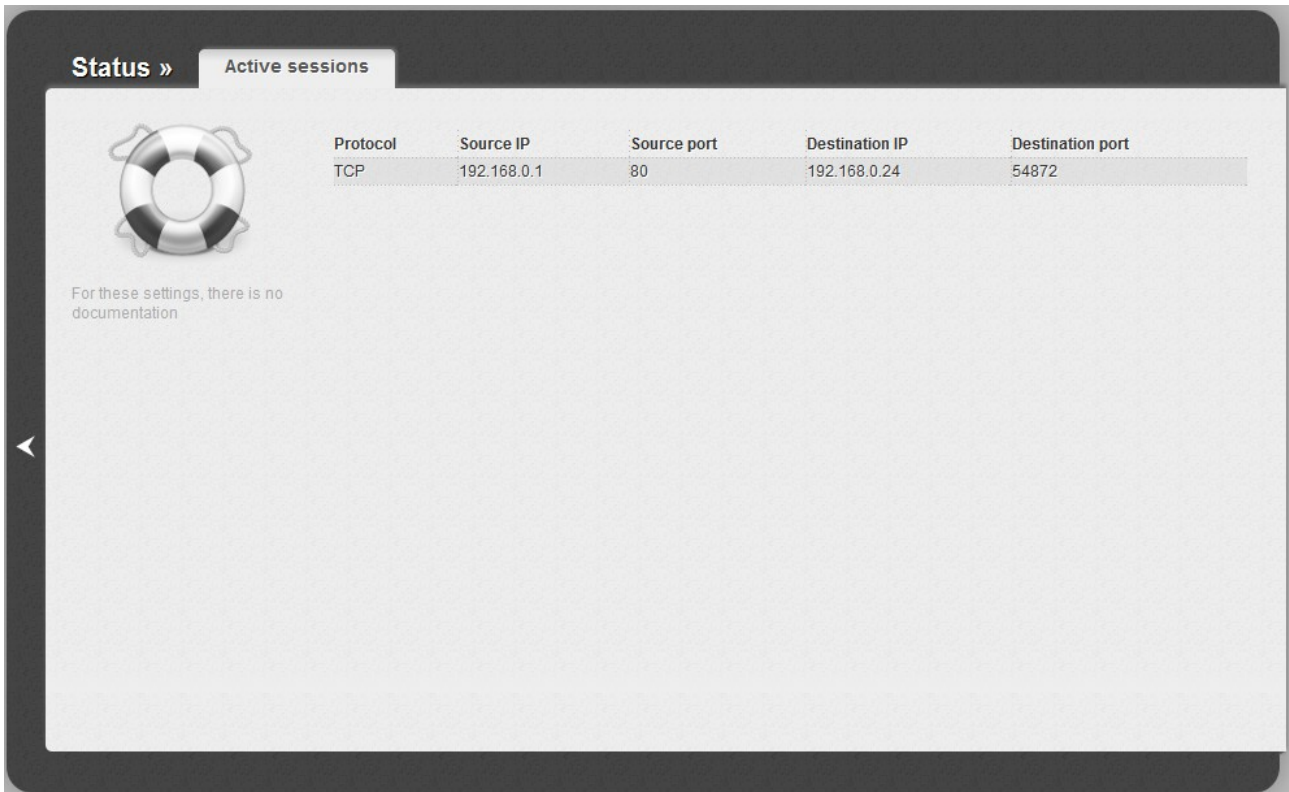 Status »
Active sessions
Protocol Source IP Source port Destination IP Destination port
TCP 192.168.0.1 80 192.168.0.24 54872
For these settings, there is no
documentation